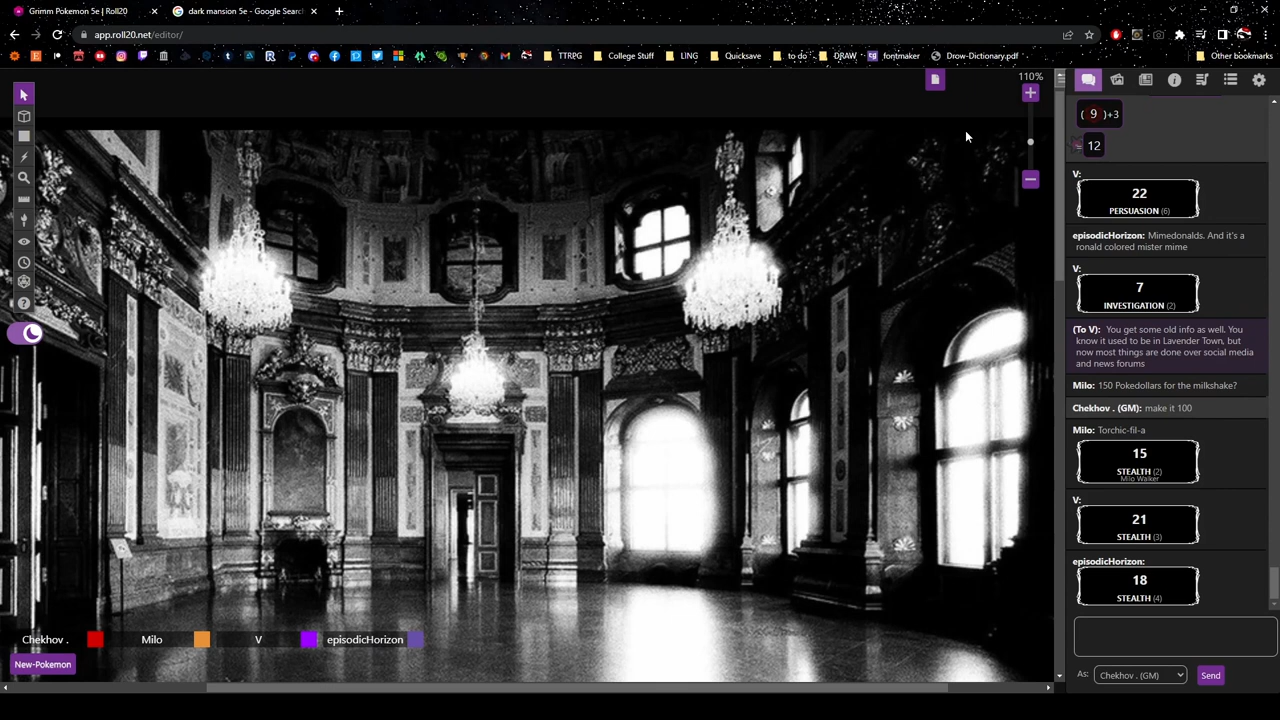 Grimm Pokemon 5e | Roll20
dark mansion 5e - Google Searc
app.roll20.net/editor/
TTRPG
College Stuff
LING
Quicksave
to do
DRAW
fontmaker
Drow-Dictionary.pdf
Other bookmarks
110%
( 9 )+3
= 12
V:
22
PERSUASION (6)
episodicHorizon: Mimedonalds. And it's a
ronald colored mister mime
V:
7
INVESTIGATION (2)
(To V): You get some old info as well. You
know it used to be in Lavender Town, but
now most things are done over social media
and news forums
Milo: 150 Pokedollars for the milkshake?
Chekhov . (GM): make it 100
Milo: Torchic-fil-a
15
STEALTH (2)
Milo Walker
V:
21
STEALTH (3)
episodicHorizon:
18
STEALTH (4)
Chekhov .
Milo
V
episodicHorizon
New-Pokemon
As:
Chekhov . (GM)
Send